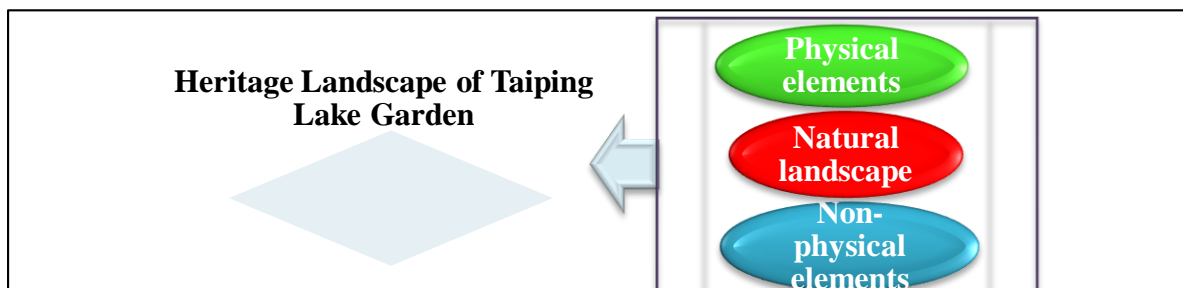 Heritage Landscape of Taiping
Lake Garden
Physical
elements
Natural
landscape
Non-
physical
elements